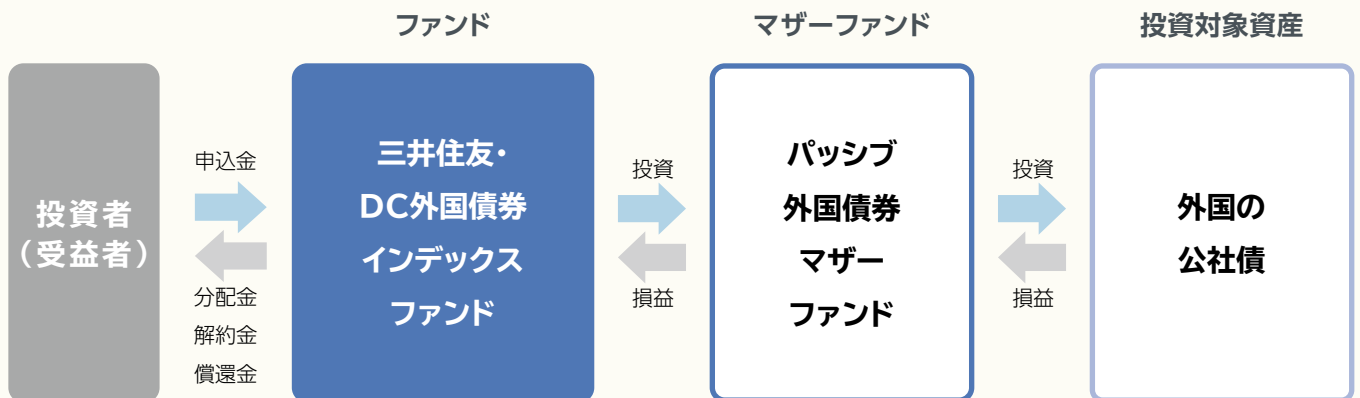 ファンド
マザーファンド
投資対象資産
投資者
（受益者）
申込金
分配金
解約金
償還金
三井住友・
DC外国債券
インデックス
ファンド
投資
損益
パッシブ
外国債券
マザー
ファンド
投資
損益
外国の
公社債